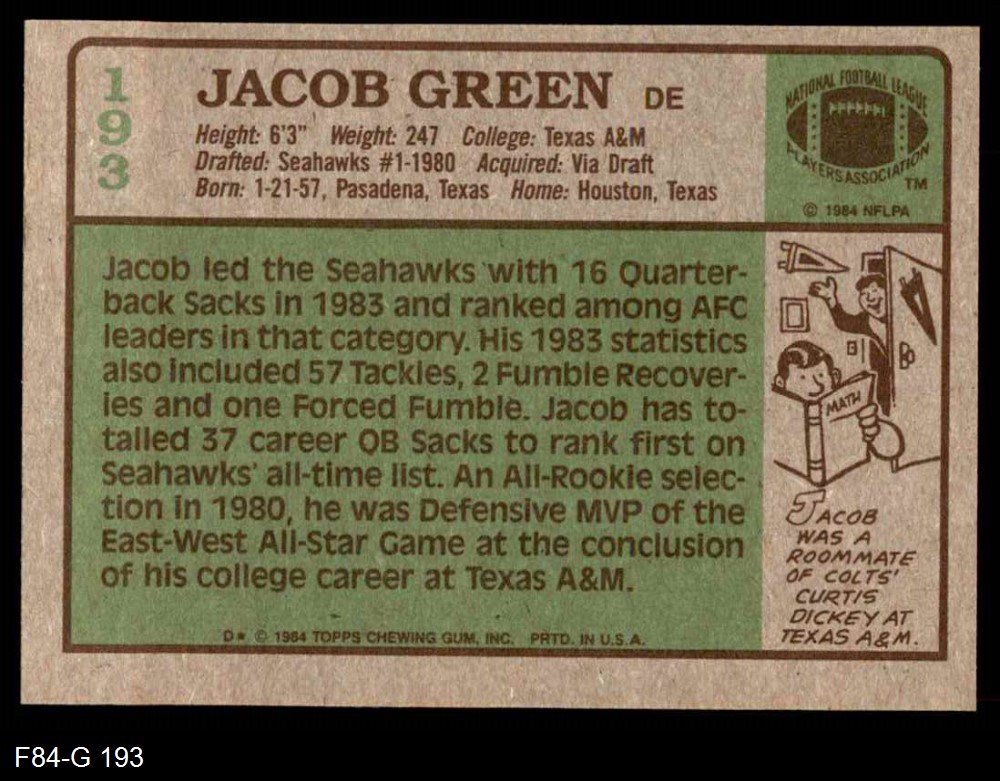 193
JACOB GREEN DE
Height: 6'3" Weight: 247 College: Texas A&M
Drafted: Seahawks #1-1980 Acquired: Via Draft
Born: 1-21-57, Pasadena, Texas Home: Houston, Texas
NATIONAL FOOTBALL LEAGUE
PLAYERS ASSOCIATION
TM
© 1984 NFLPA
Jacob led the Seahawks with 16 Quarter-
back Sacks in 1983 and ranked among AFC
leaders in that category. His 1983 statistics
also included 57 Tackles, 2 Fumble Recover-
ies and one Forced Fumble. Jacob has to-
talled 37 career QB Sacks to rank first on
Seahawks' all-time list. An All-Rookie selec-
tion in 1980, he was Defensive MVP of the
East-West All-Star Game at the conclusion
of his college career at Texas A&M.
D* © 1984 TOPPS CHEWING GUM, INC. PRTD. IN U.S.A.
MATH
JACOB
WAS A
ROOMMATE
OF COLTS'
CURTIS
DICKEY AT
TEXAS A&M.
F84-G 193